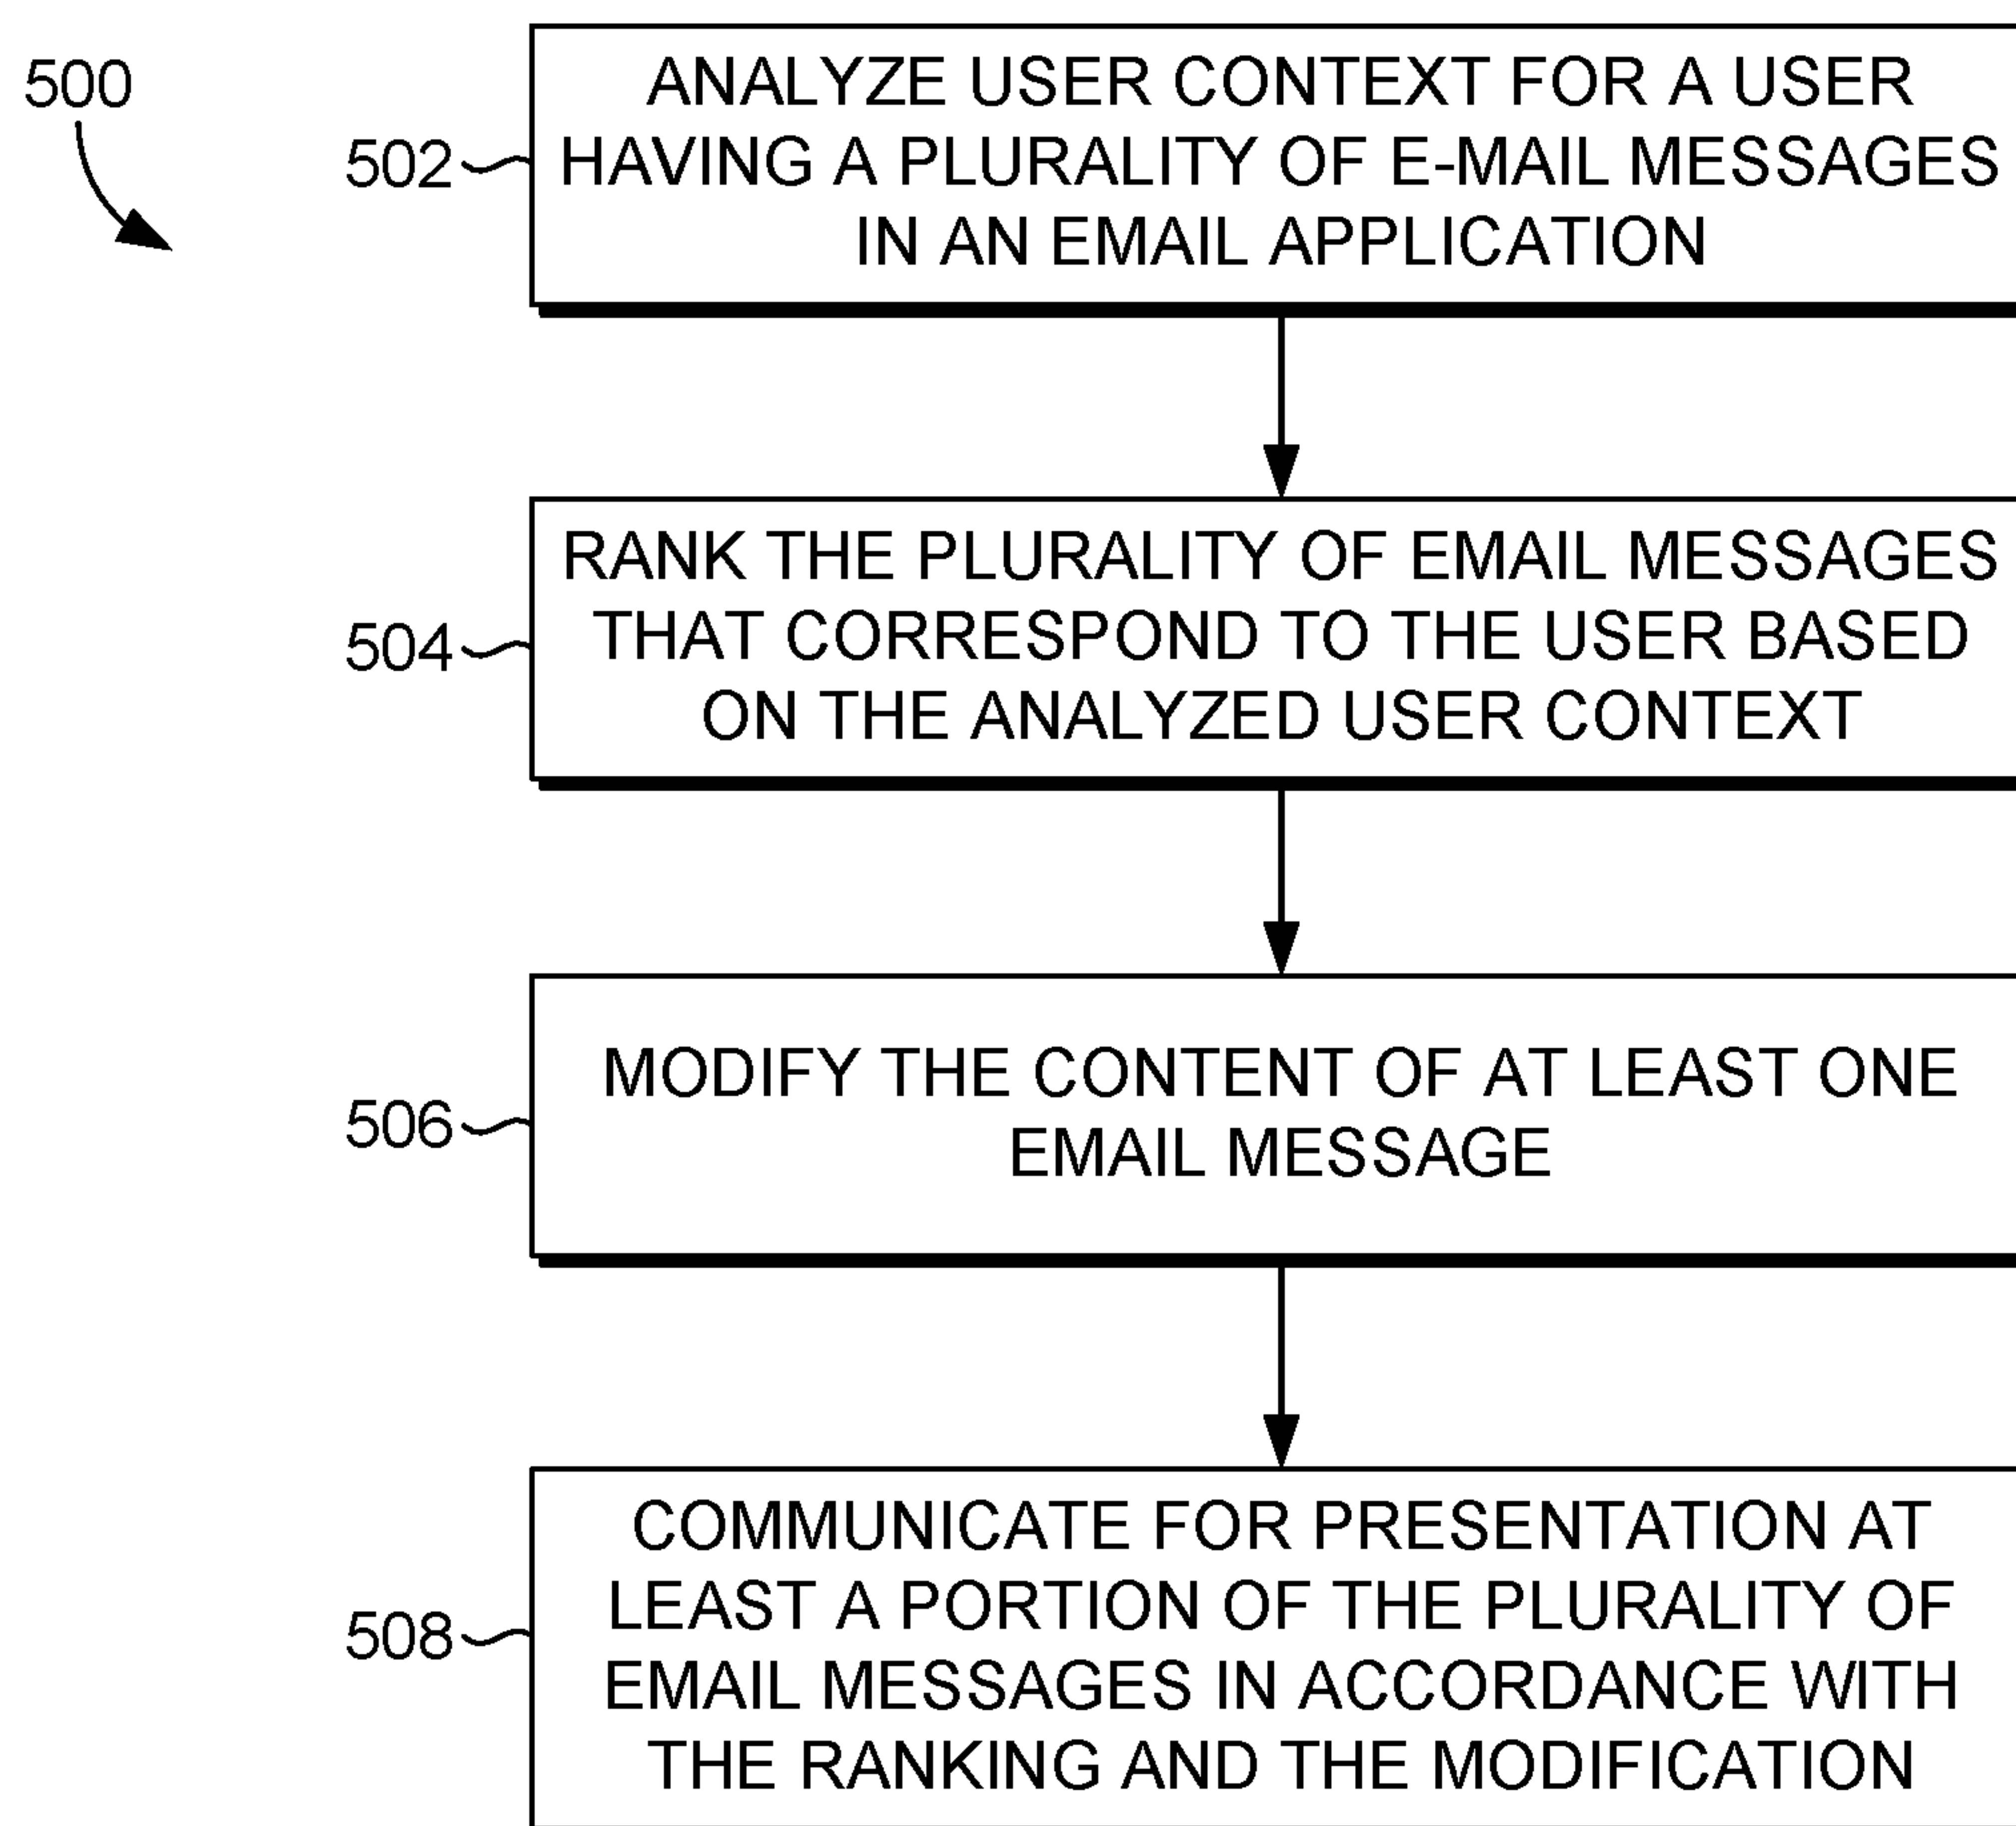 500
502
ANALYZE USER CONTEXT FOR A USER
HAVING A PLURALITY OF E-MAIL MESSAGES
IN AN EMAIL APPLICATION
504
RANK THE PLURALITY OF EMAIL MESSAGES
THAT CORRESPOND TO THE USER BASED
ON THE ANALYZED USER CONTEXT
506
MODIFY THE CONTENT OF AT LEAST ONE
EMAIL MESSAGE
508
COMMUNICATE FOR PRESENTATION AT
LEAST A PORTION OF THE PLURALITY OF
EMAIL MESSAGES IN ACCORDANCE WITH
THE RANKING AND THE MODIFICATION